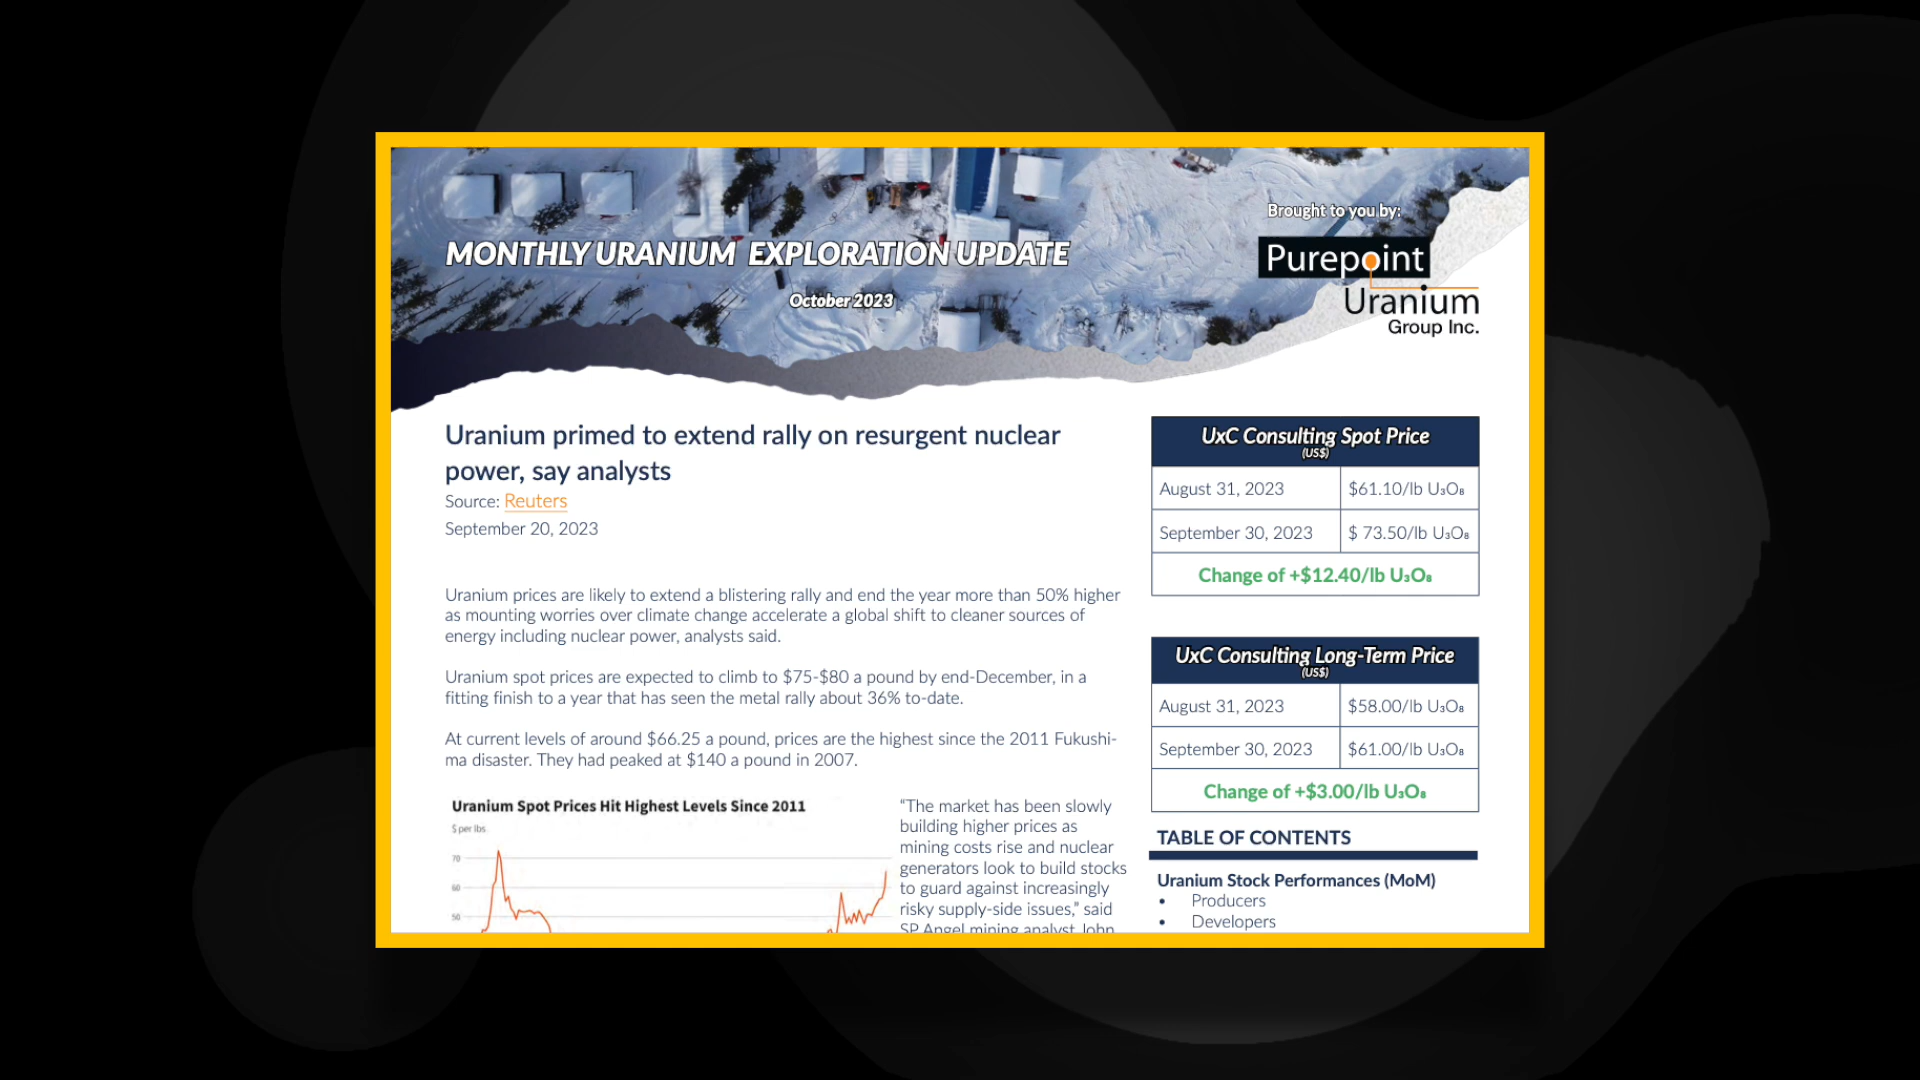 MONTHLY URANIUM EXPLORATION UPDATE
October 2023
Brought to you by:
Purepoint
Uranium
Group Inc.
Uranium primed to extend rally on resurgent nuclear
power, say analysts
Source: Reuters
September 20, 2023
Uranium prices are likely to extend a blistering rally and end the year more than 50% higher
as mounting worries over climate change accelerate a global shift to cleaner sources of
energy including nuclear power, analysts said.
Uranium spot prices are expected to climb to $75-$80 a pound by end-December, in a
fitting finish to a year that has seen the metal rally about 36% to-date.
At current levels of around $66.25 a pound, prices are the highest since the 2011 Fukushi-
ma disaster. They had peaked at $140 a pound in 2007.
Uranium Spot Prices Hit Highest Levels Since 2011
$ per lbs
70
60
50
“The market has been slowly
building higher prices as
mining costs rise and nuclear
generators look to build stocks
to guard against increasingly
risky supply-side issues,” said
SP Angel mining analyst John
UxC Consulting Spot Price
(US$)
August 31, 2023 $61.10/lb U₃O₈
September 30, 2023 $ 73.50/lb U₃O₈
Change of +$12.40/lb U₃O₈
UxC Consulting Long-Term Price
(US$)
August 31, 2023 $58.00/lb U₃O₈
September 30, 2023 $61.00/lb U₃O₈
Change of +$3.00/lb U₃O₈
TABLE OF CONTENTS
Uranium Stock Performances (MoM)
• Producers
• Developers